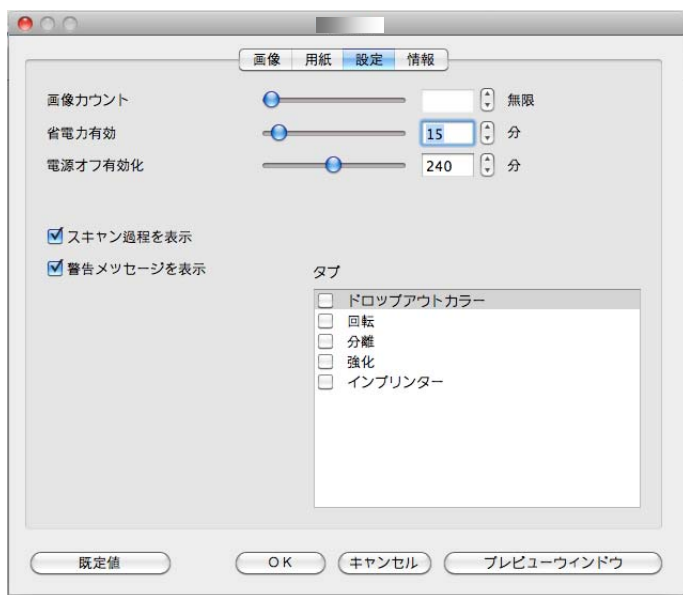 画像 用紙 設定 情報
画像カウント 無限
省電力有効 15 分
電源オフ有効化 240 分
スキャン過程を表示
警告メッセージを表示
タブ
ドロップアウトカラー
回転
分離
強化
インプリンター
既定値 OK キャンセル プレビューウインドウ